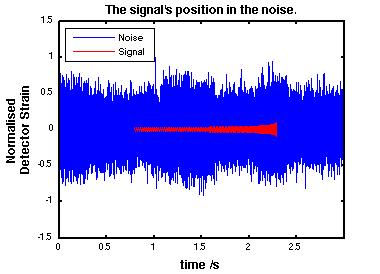 The signal's position in the noise.
Noise
Signal
Normalised
Detector Strain
1.5
1
0.5
0
-0.5
-1
-1.5
0
0.5
1
1.5
2
2.5
time /s